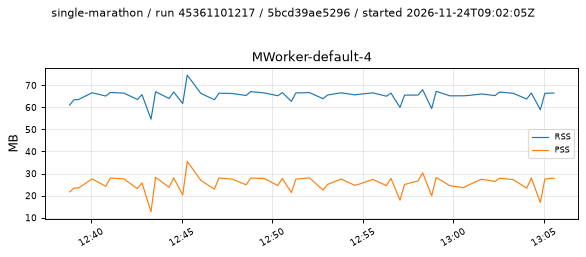 single-marathon / run 45361101217 / 5bcd39ae5296 / started 2026-11-24T09:02:05Z
MWorker-default-4
MB
70
60
50
40
30
20
10
RSS
PSS
12:40
12:45
12:50
12:55
13:00
13:05